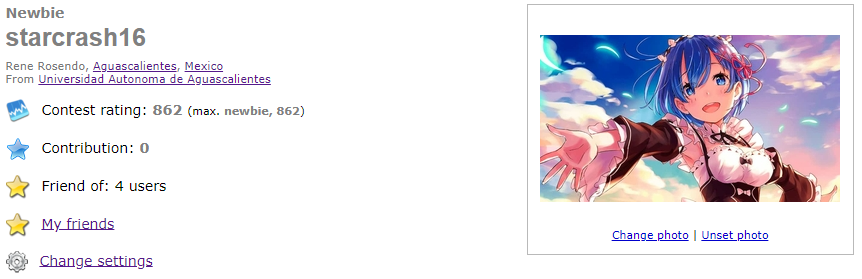 Newbie
starcrash16
Rene Rosendo, Aguascalientes, Mexico
From Universidad Autonoma de Aguascalientes
Contest rating: 862 (max. newbie, 862)
Contribution: 0
Friend of: 4 users
My friends
Change settings
Change photo | Unset photo